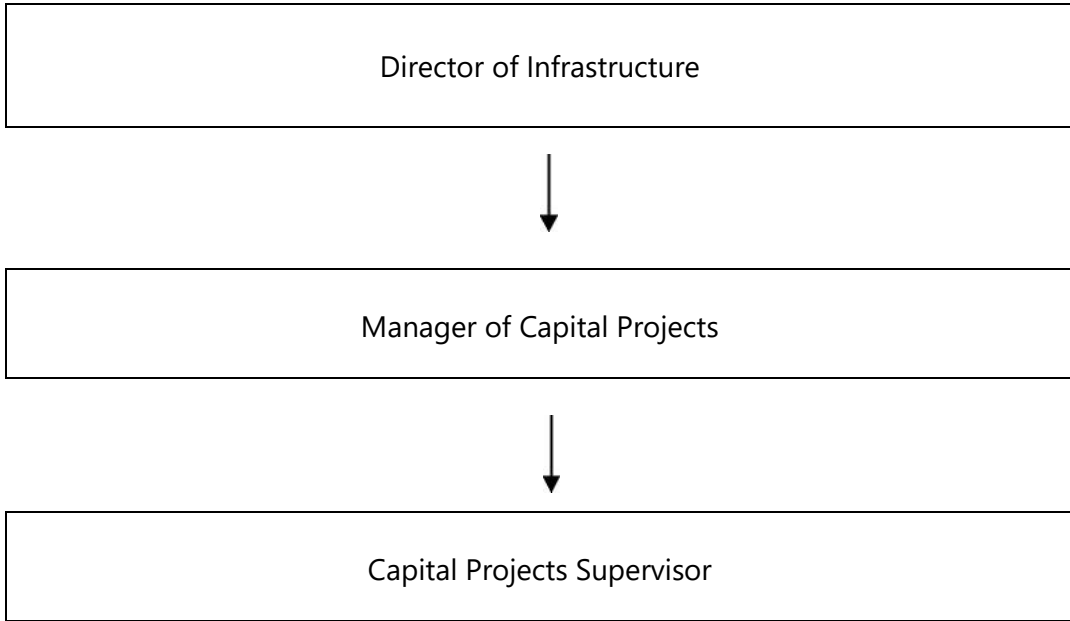 Director of Infrastructure
Manager of Capital Projects
Capital Projects Supervisor